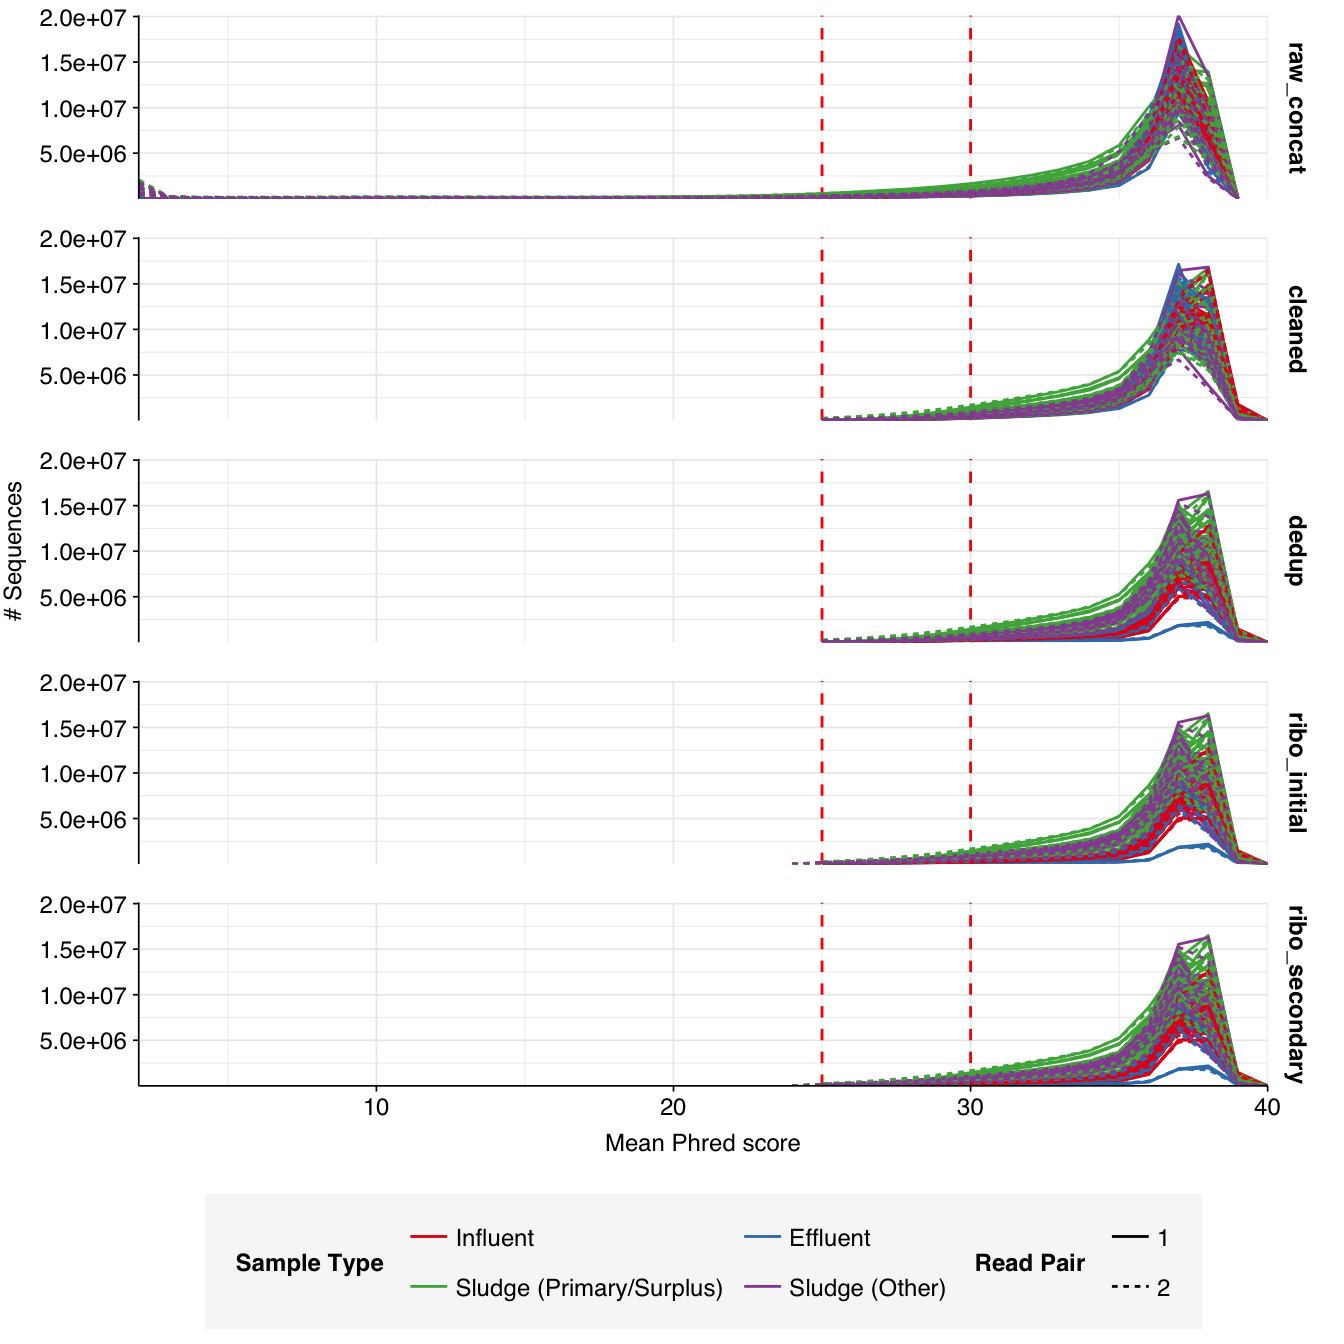 2.0e+07
1.5e+07
1.0e+07
5.0e+06
raw_concat
2.0e+07
1.5e+07
1.0e+07
5.0e+06
cleaned
2.0e+07
1.5e+07
1.0e+07
5.0e+06
dedup
# Sequences
2.0e+07
1.5e+07
1.0e+07
5.0e+06
ribo_initial
2.0e+07
1.5e+07
1.0e+07
5.0e+06
ribo_secondary
10 20 30 40
Mean Phred score
Sample Type
Influent
Effluent
Sludge (Primary/Surplus)
Sludge (Other)
Read Pair
1
2